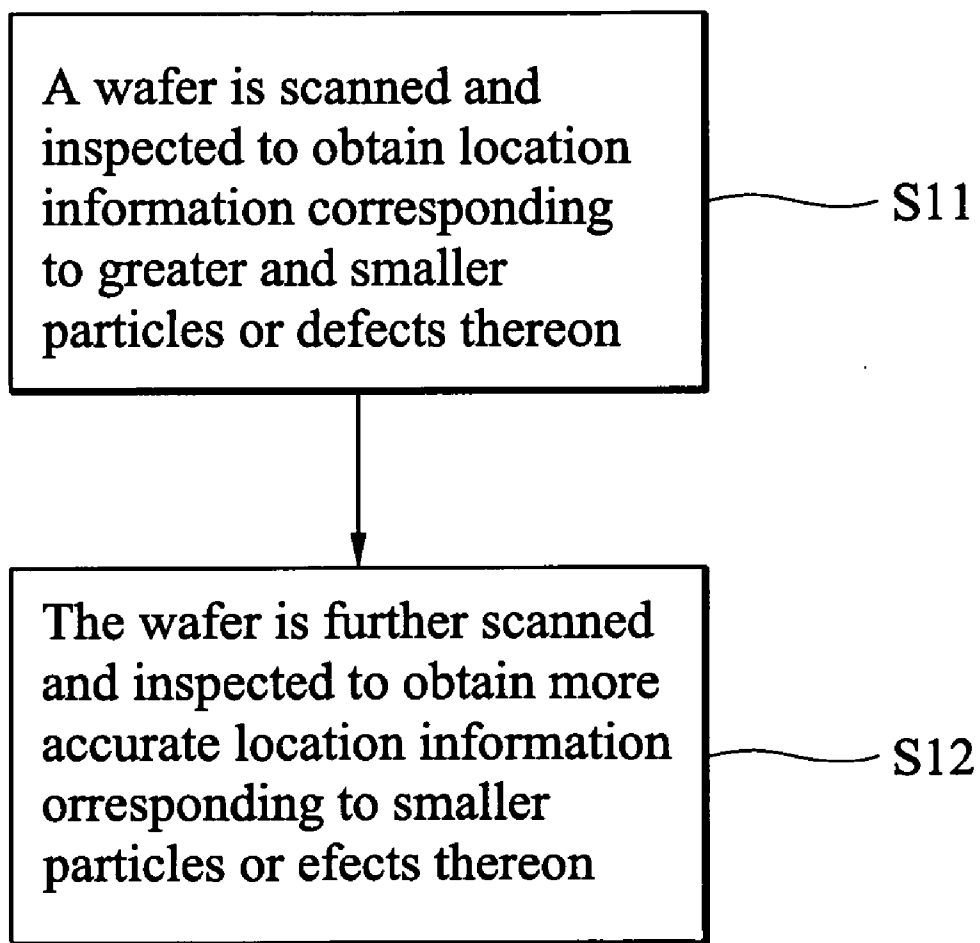 A wafer is scanned and
inspected to obtain location
information corresponding
to greater and smaller
particles or defects thereon
S11
The wafer is further scanned
and inspected to obtain more
accurate location information
orresponding to smaller
particles or efects thereon
S12